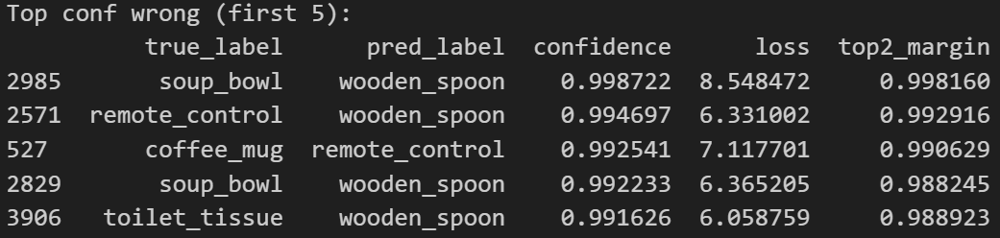 Top conf wrong (first 5):
true_label pred_label confidence loss top2_margin
2985 soup_bowl wooden_spoon 0.998722 8.548472 0.998160
2571 remote_control wooden_spoon 0.994697 6.331002 0.992916
527 coffee_mug remote_control 0.992541 7.117701 0.990629
2829 soup_bowl wooden_spoon 0.992233 6.365205 0.988245
3906 toilet_tissue wooden_spoon 0.991626 6.058759 0.988923